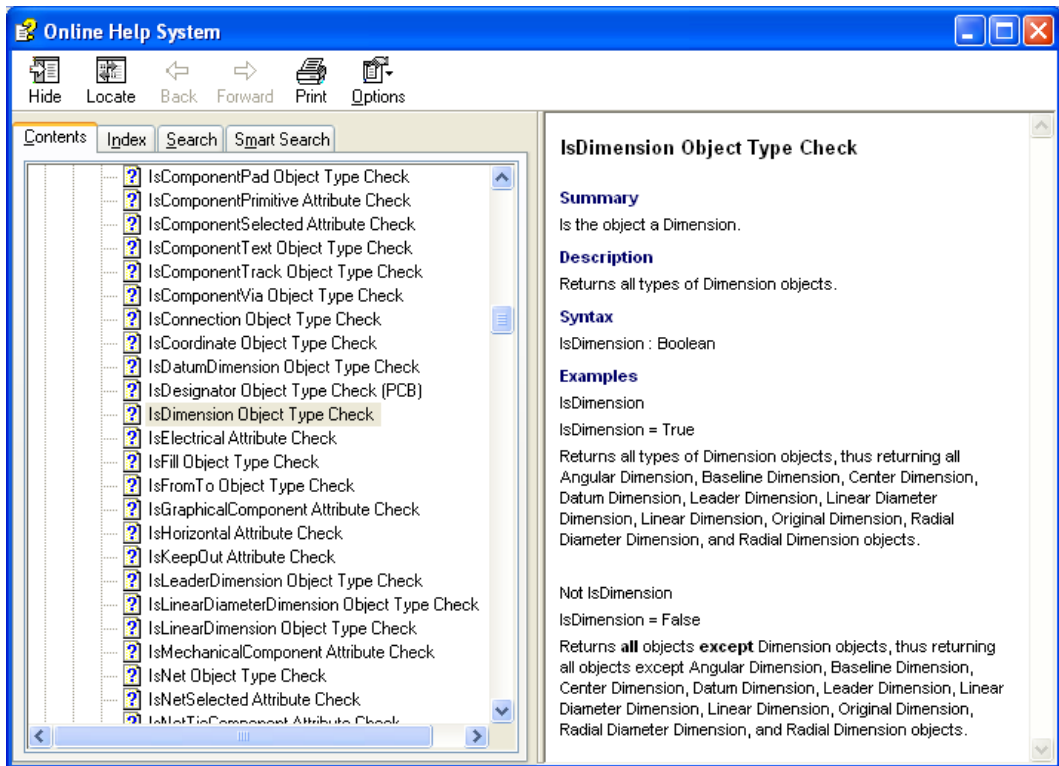 Online Help System
Hide Locate Back Forward Print Options
Contents Index Search Smart Search
IsComponentPad Object Type Check
IsComponentPrimitive Attribute Check
IsComponentSelected Attribute Check
IsComponentText Object Type Check
IsComponentTrack Object Type Check
IsComponentVia Object Type Check
IsConnection Object Type Check
IsCoordinate Object Type Check
IsDatumDimension Object Type Check
IsDesignator Object Type Check (PCB)
IsDimension Object Type Check
IsElectrical Attribute Check
IsFill Object Type Check
IsFromTo Object Type Check
IsGraphicalComponent Attribute Check
IsHorizontal Attribute Check
IsKeepOut Attribute Check
IsLeaderDimension Object Type Check
IsLinearDiameterDimension Object Type Check
IsLinearDimension Object Type Check
IsMechanicalComponent Attribute Check
IsNet Object Type Check
IsNetSelected Attribute Check
IsNetTieComponent Attribute Check
IsDimension Object Type Check
Summary
Is the object a Dimension.
Description
Returns all types of Dimension objects.
Syntax
IsDimension : Boolean
Examples
IsDimension
IsDimension = True
Returns all types of Dimension objects, thus returning all
Angular Dimension, Baseline Dimension, Center Dimension,
Datum Dimension, Leader Dimension, Linear Diameter
Dimension, Linear Dimension, Original Dimension, Radial
Diameter Dimension, and Radial Dimension objects.
Not IsDimension
IsDimension = False
Returns all objects except Dimension objects, thus returning
all objects except Angular Dimension, Baseline Dimension,
Center Dimension, Datum Dimension, Leader Dimension, Linear
Diameter Dimension, Linear Dimension, Original Dimension,
Radial Diameter Dimension, and Radial Dimension objects.